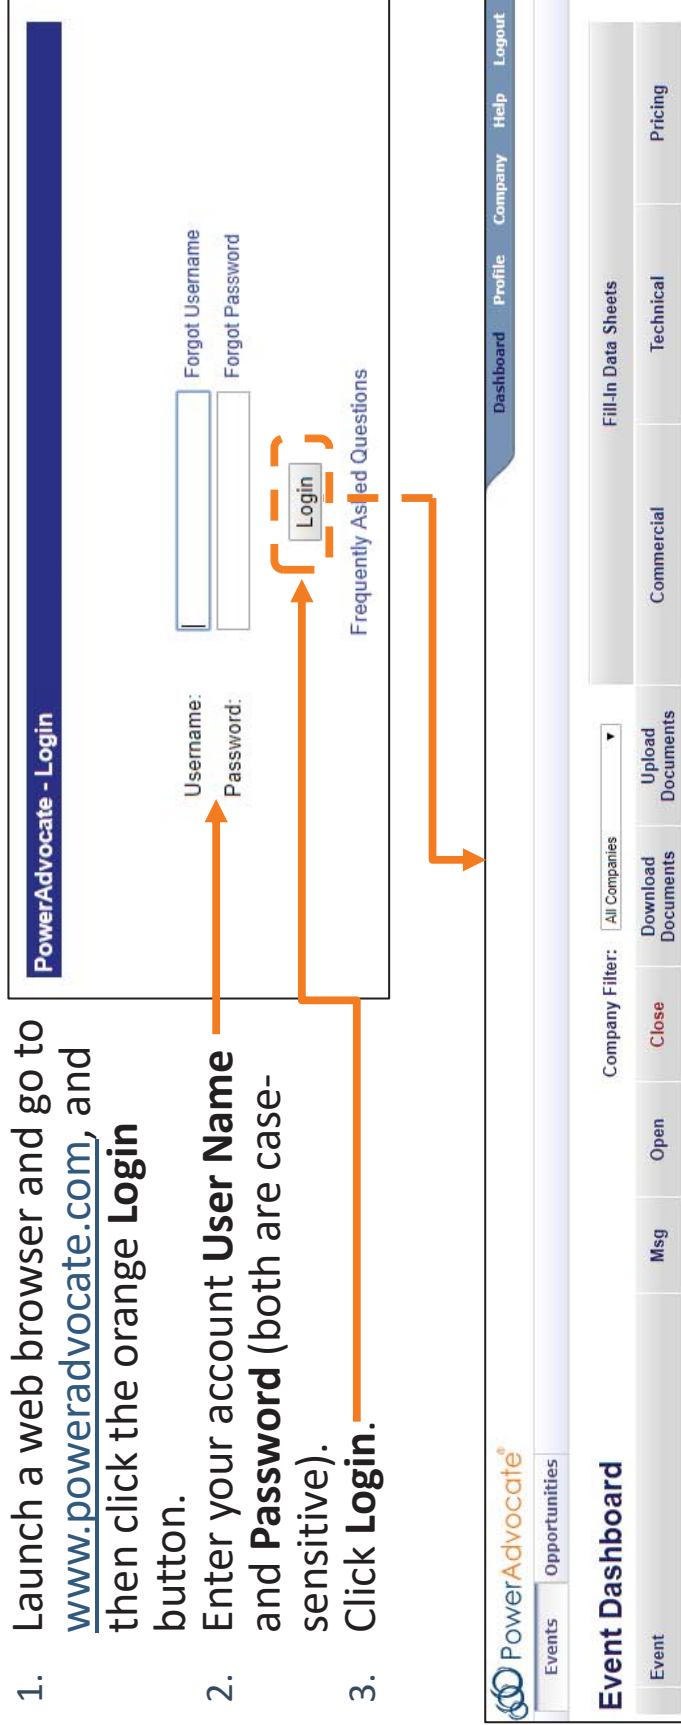 1. Launch a web browser and go to
www.poweradvocate.com, and
then click the orange Login
button.
2. Enter your account User Name
and Password (both are case-
sensitive).
3. Click Login.
PowerAdvocate - Login
Username: Forgot Username
Password: Forgot Password
Login
Frequently Asked Questions
PowerAdvocate®
Dashboard Profile Company Help Logout
Events Opportunities
Event Dashboard
Company Filter: All Companies
Fill-In Data Sheets
Event Msg Open Close Download Documents Upload Documents Commercial Technical Pricing